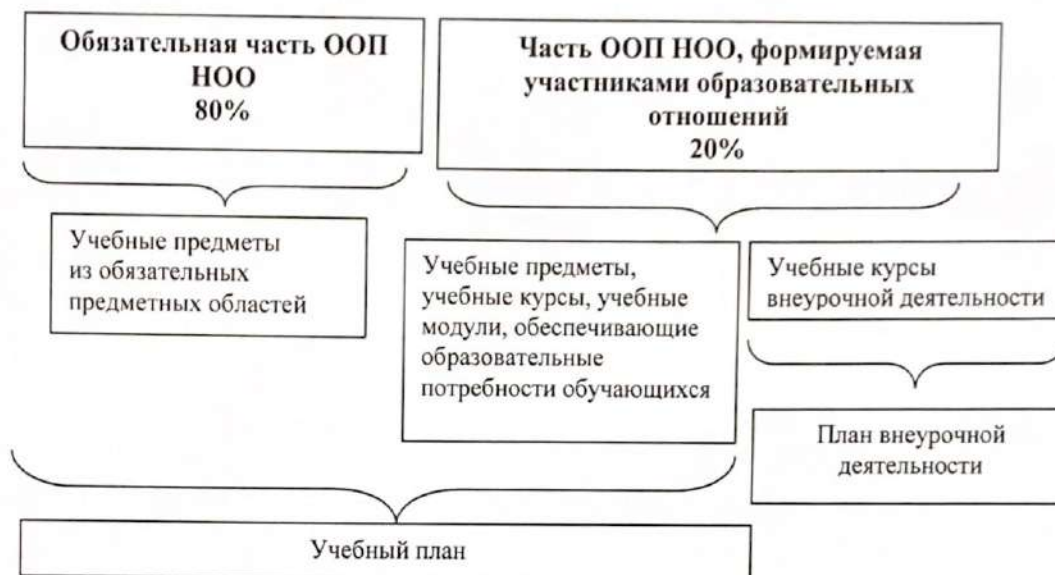 Обязательная часть ООП
НОО
80%
Часть ООП НОО, формируемая
участниками образовательных
отношений
20%
Учебные предметы
из обязательных
предметных областей
Учебные предметы,
учебные курсы, учебные
модули, обеспечивающие
образовательные
потребности обучающихся
Учебные курсы
внеурочной деятельности
План внеурочной
деятельности
Учебный план